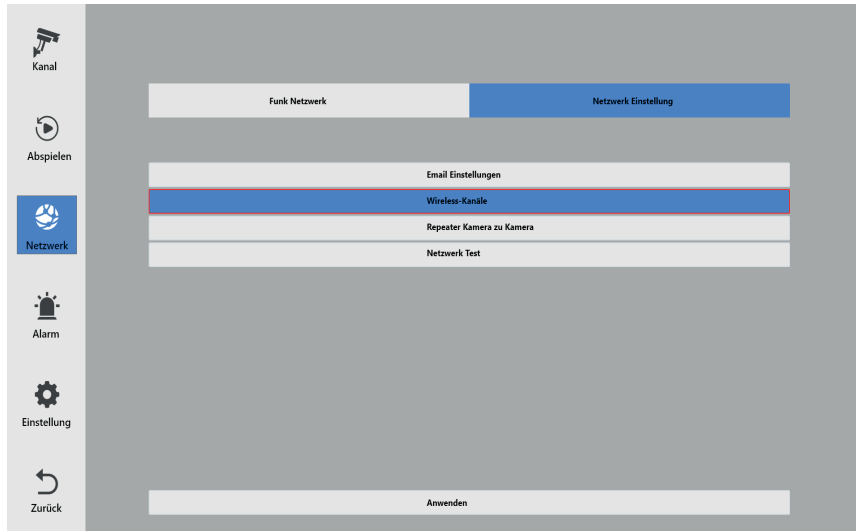 Kanal
Abspielen
Netzwerk
Alarm
Einstellung
Zurück
Funk Netzwerk
Netzwerk Einstellung
Email Einstellungen
Wireless-Kanäle
Repeater Kamera zu Kamera
Netzwerk Test
Anwenden